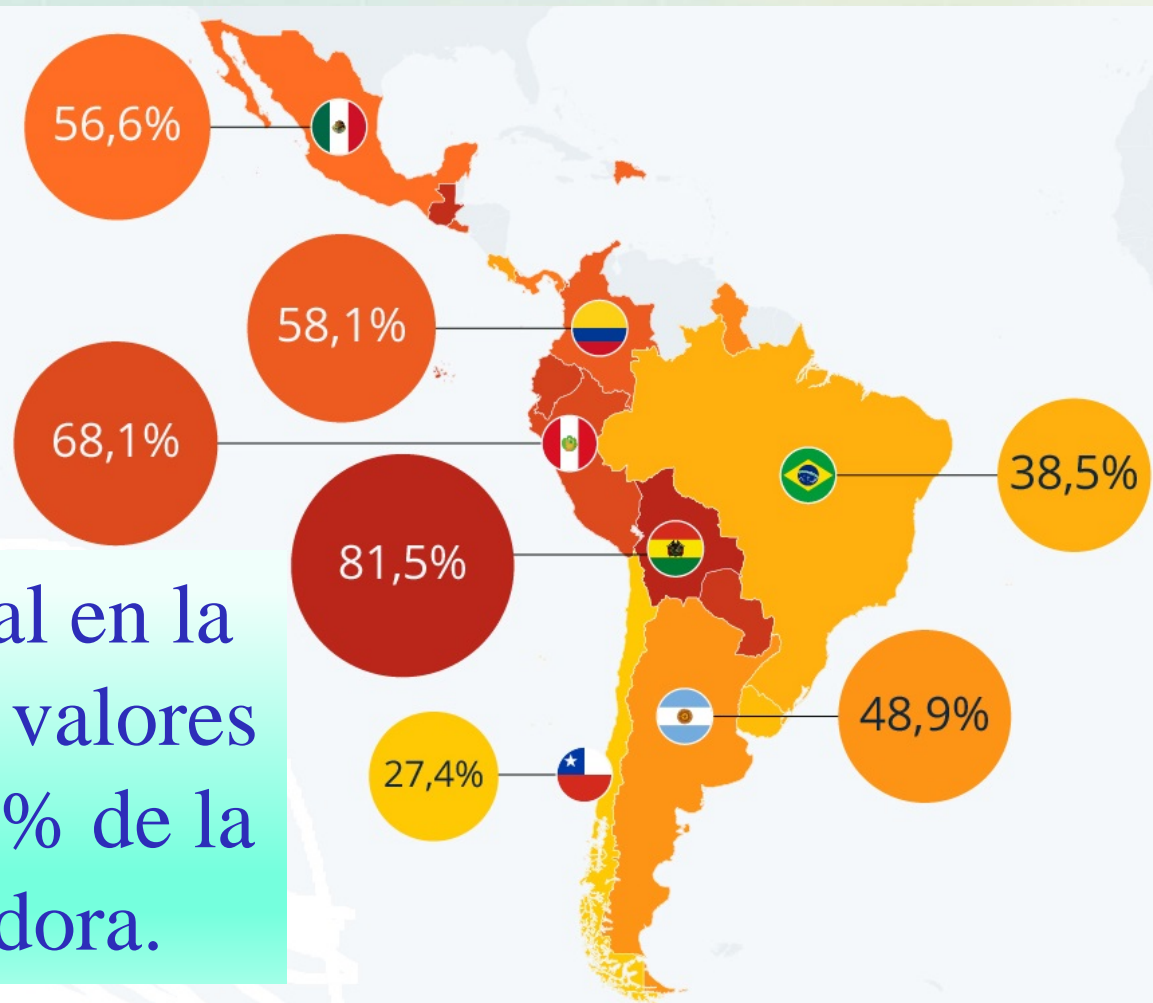 56,6%
58,1%
68,1%
38,5%
81,5%
48,9%
27,4%
al en la
valores
% de la
dora.